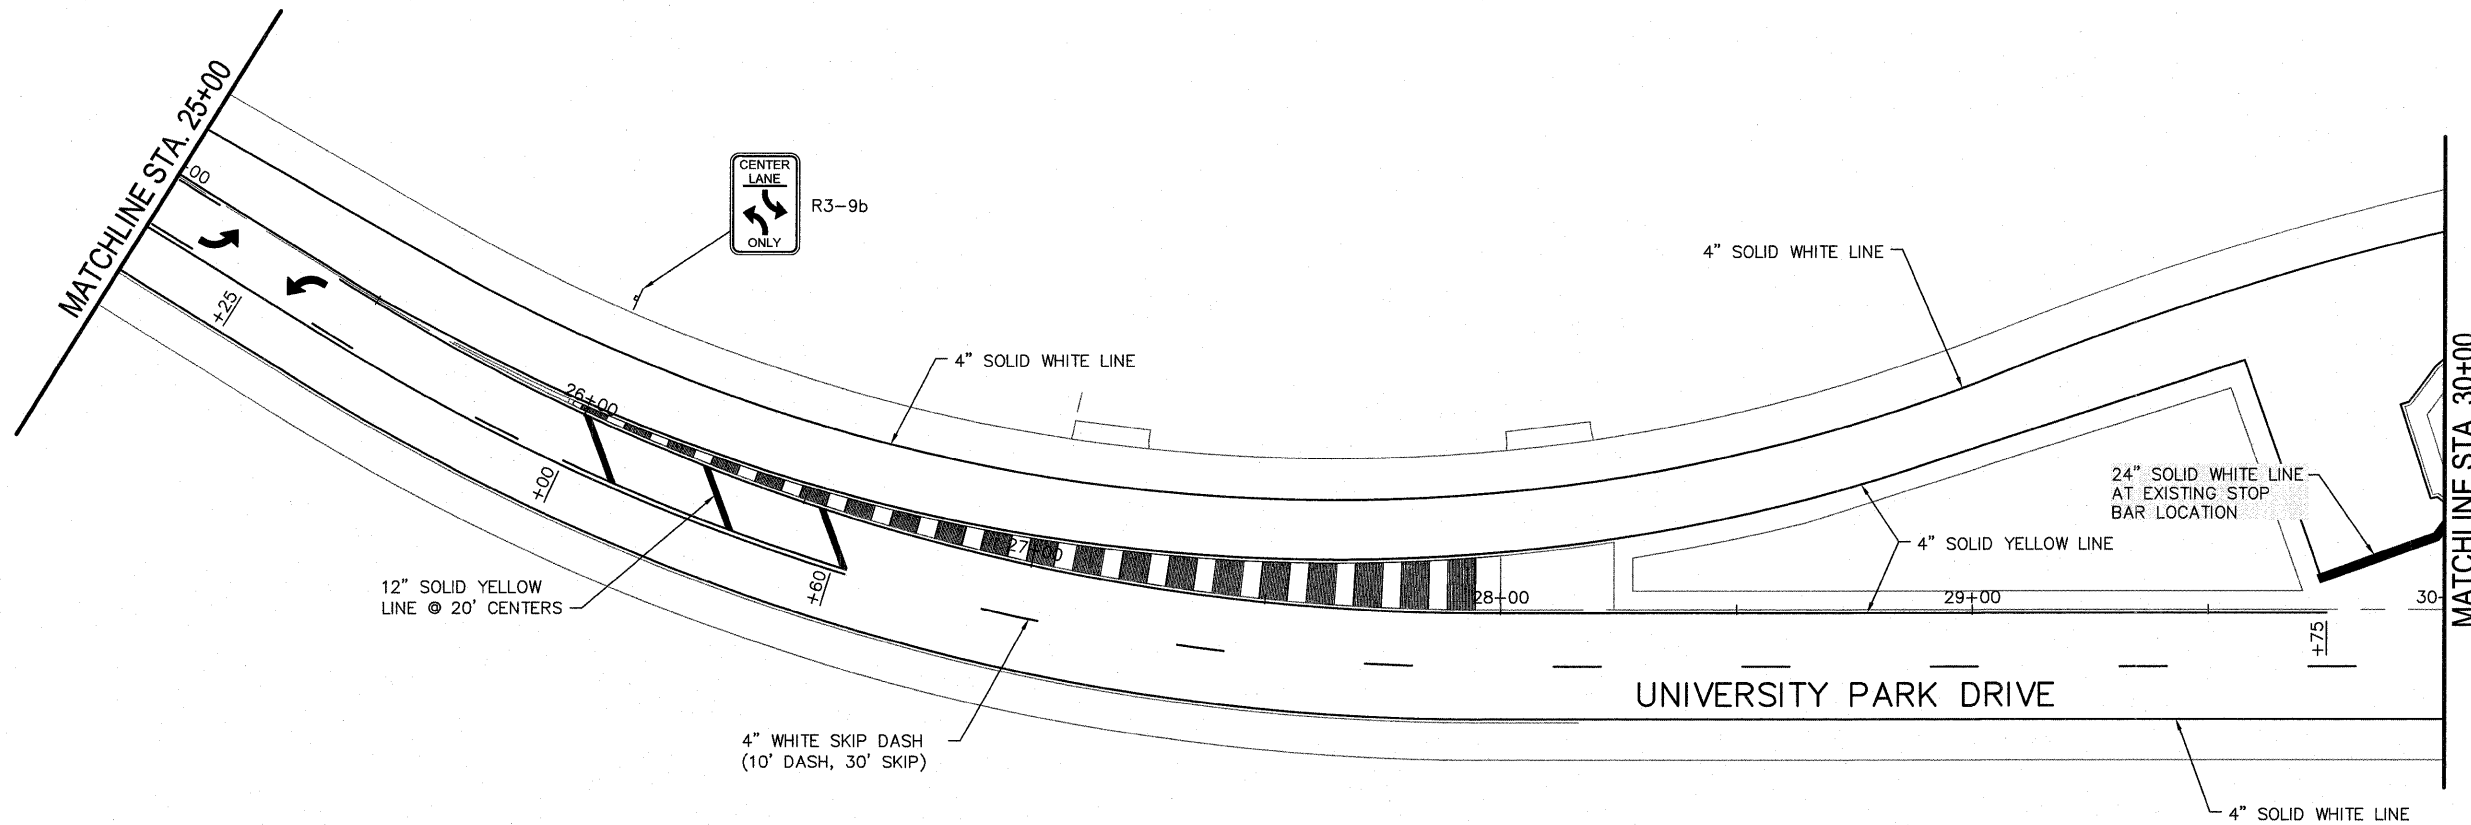 MATCHLINE STA. 25+00
00
+25
CENTER
LANE
ONLY
R3-9b
4" SOLID WHITE LINE
4" SOLID WHITE LINE
26+00
+00
12" SOLID YELLOW
LINE @ 20' CENTERS
+60
27+00
4" WHITE SKIP DASH
(10' DASH, 30' SKIP)
28+00
29+00
30
24" SOLID WHITE LINE
AT EXISTING STOP
BAR LOCATION
4" SOLID YELLOW LINE
+75
UNIVERSITY PARK DRIVE
4" SOLID WHITE LINE
MATCHLINE STA 30+00